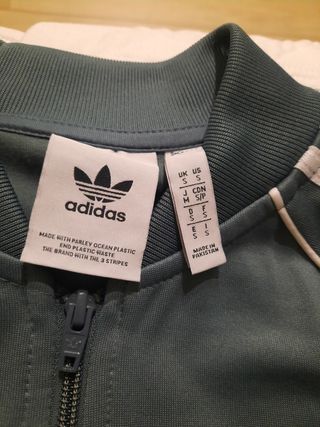 adidas
MADE WITH PARLEY OCEAN PLASTIC
END PLASTIC WASTE
THE BRAND WITH THE 3 STRIPES
UK US
S S
J CDN
M S/P
D F
S S
E I
S S
MADE IN
PAKISTAN